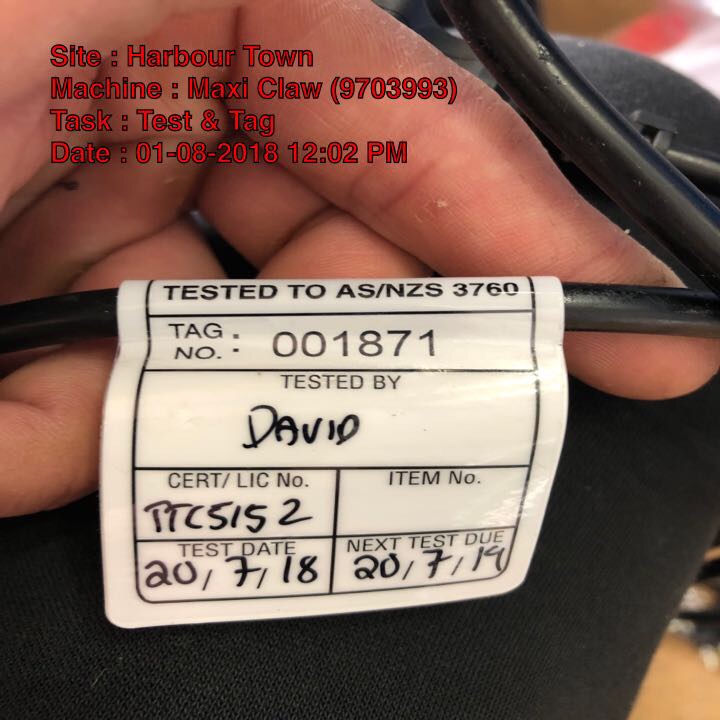 Site : Harbour Town
Machine : Maxi Claw (9703993)
Task : Test & Tag
Date : 01-08-2018 12:02 PM
TESTED TO AS/NZS 3760
TAG NO. : 001871
TESTED BY
DAVID
CERT/ LIC No.
TTC5152
ITEM No.
TEST DATE
20/7/18
NEXT TEST DUE
20/7/19